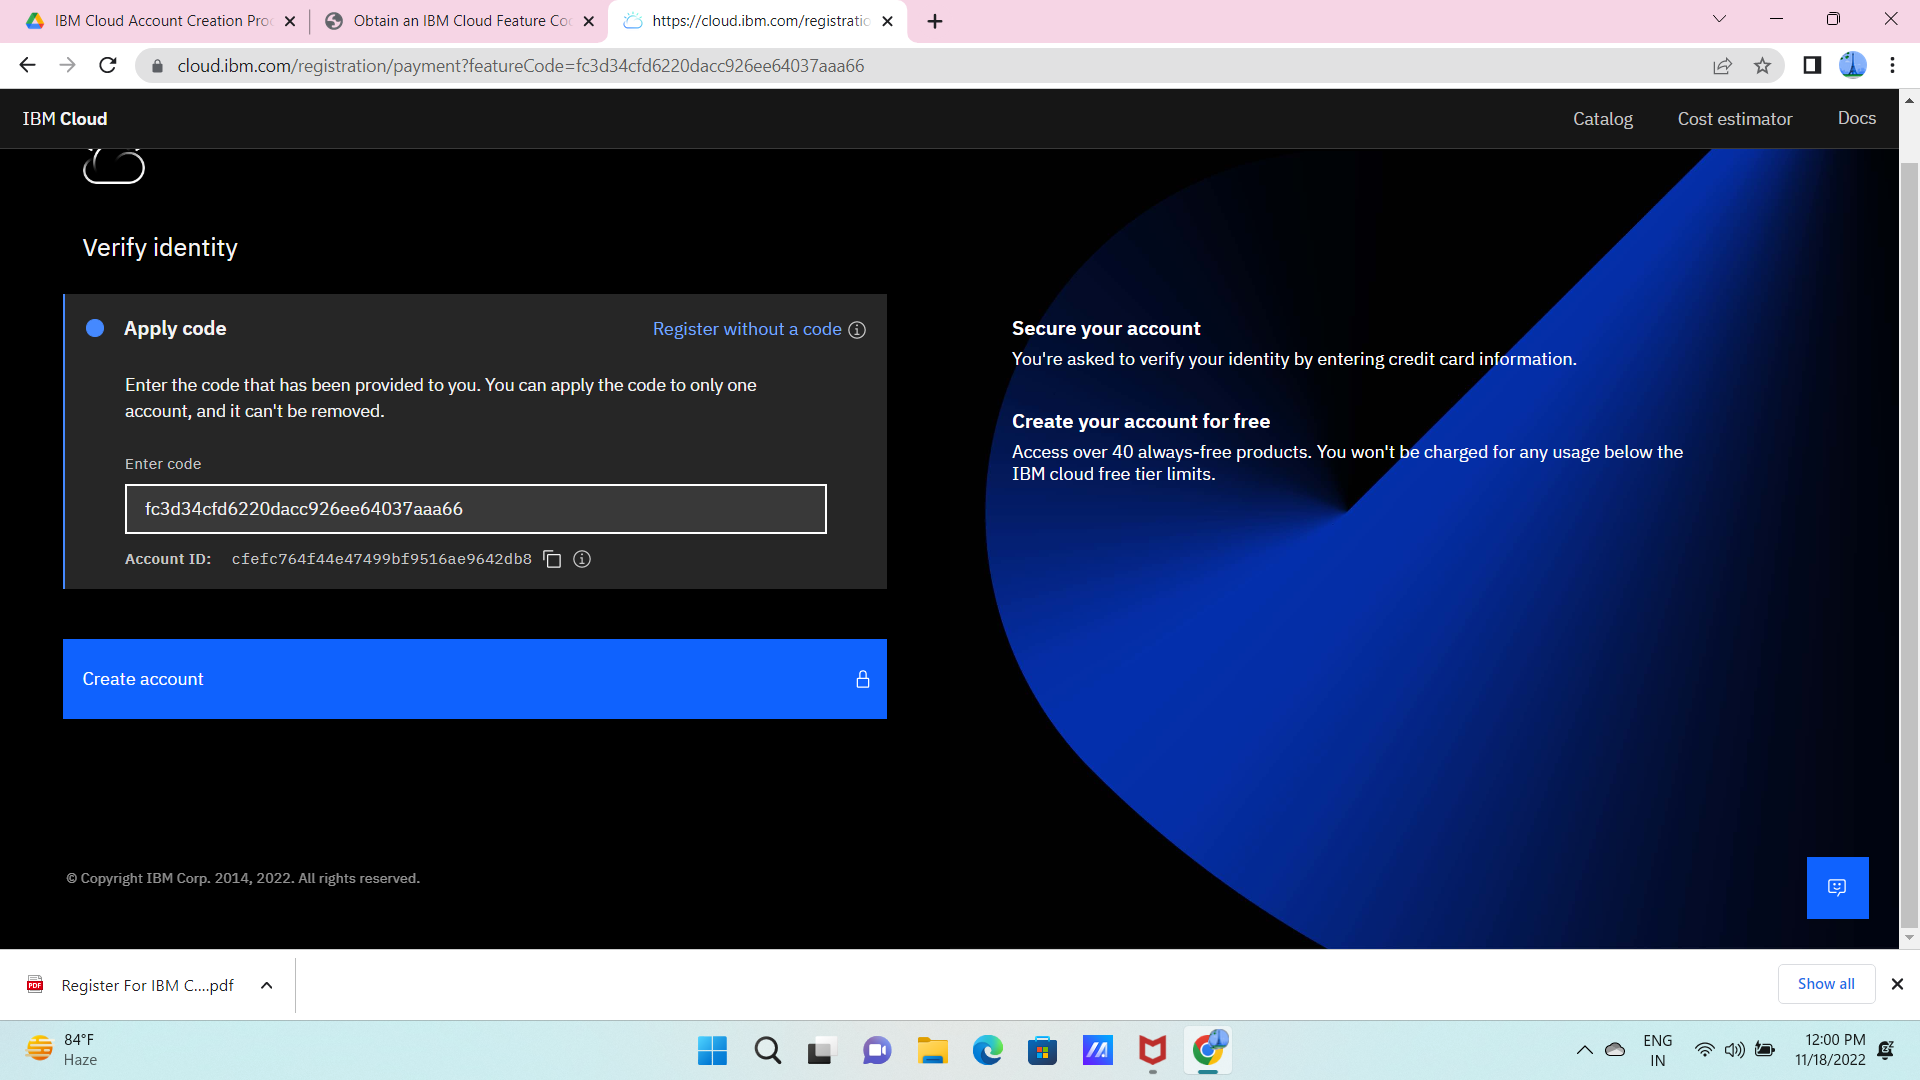 IBM Cloud Account Creation Pro
Obtain an IBM Cloud Feature Co
https://cloud.ibm.com/registratio
cloud.ibm.com/registration/payment?featureCode=fc3d34cfd6220dacc926ee64037aaa66
IBM Cloud
Catalog
Cost estimator
Docs
Verify identity
Apply code
Register without a code
Enter the code that has been provided to you. You can apply the code to only one
account, and it can't be removed.
Enter code
fc3d34cfd6220dacc926ee64037aaa66
Account ID: cfefc764f44e47499bf9516ae9642db8
Create account
Secure your account
You're asked to verify your identity by entering credit card information.
Create your account for free
Access over 40 always-free products. You won't be charged for any usage below the
IBM cloud free tier limits.
© Copyright IBM Corp. 2014, 2022. All rights reserved.
PDF
Register For IBM C....pdf
Show all
84°F
Haze
ENG
IN
12:00 PM
11/18/2022